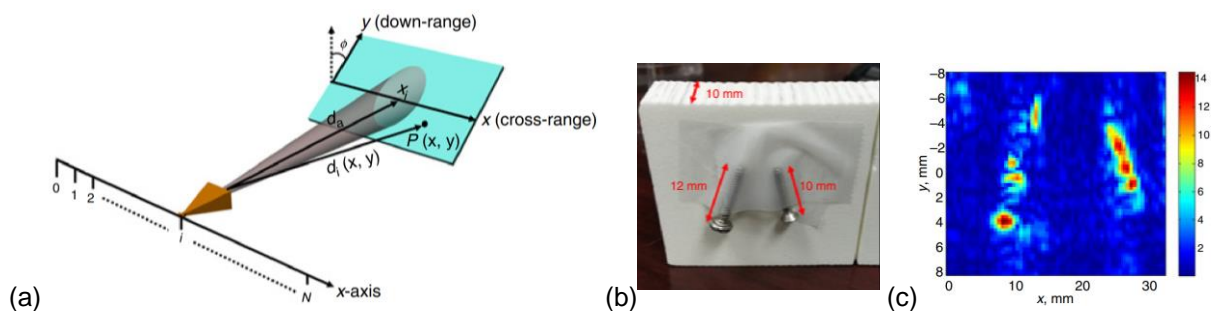 y (down-range)
ϕ
x_i
d_a
x (cross-range)
P (x, y)
d_i (x, y)
0
1
2
i
N
x-axis
(a)
10 mm
12 mm
10 mm
(b)
–8
–6
–4
–2
0
2
4
6
8
y, mm
0
10
20
30
x, mm
14
12
10
8
6
4
2
0
(c)